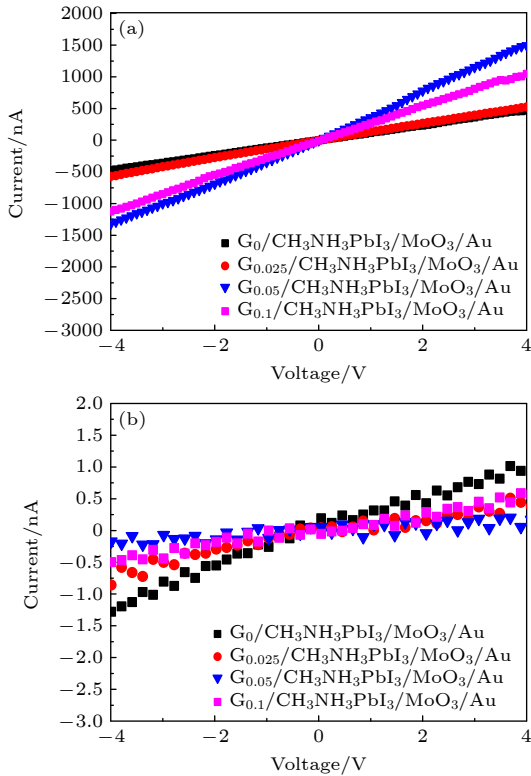 2000
(a)
1500
1000
500
0
−500
−1000
−1500
−2000
−2500
−3000
Current/nA
G0/CH3NH3PbI3/MoO3/Au
G0.025/CH3NH3PbI3/MoO3/Au
G0.05/CH3NH3PbI3/MoO3/Au
G0.1/CH3NH3PbI3/MoO3/Au
−4 −2 0 2 4
Voltage/V
2.0
(b)
1.5
1.0
0.5
0
−0.5
−1.0
−1.5
−2.0
−2.5
−3.0
Current/nA
G0/CH3NH3PbI3/MoO3/Au
G0.025/CH3NH3PbI3/MoO3/Au
G0.05/CH3NH3PbI3/MoO3/Au
G0.1/CH3NH3PbI3/MoO3/Au
−4 −2 0 2 4
Voltage/V